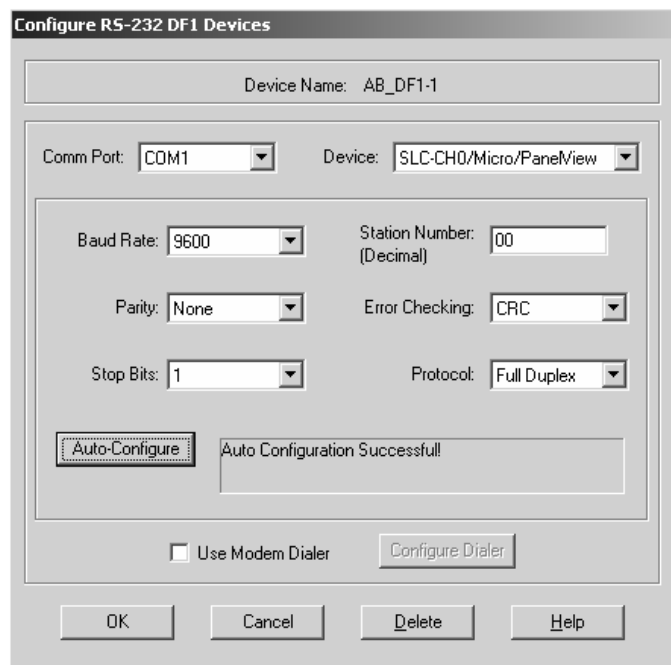 Configure RS-232 DF1 Devices
Device Name: AB_DF1-1
Comm Port: COM1 Device: SLC-CH0/Micro/PanelView
Baud Rate: 9600 Station Number: 00
(Decimal)
Parity: None Error Checking: CRC
Stop Bits: 1 Protocol: Full Duplex
Auto-Configure Auto Configuration Successful!
Use Modem Dialer Configure Dialer
OK Cancel Delete Help